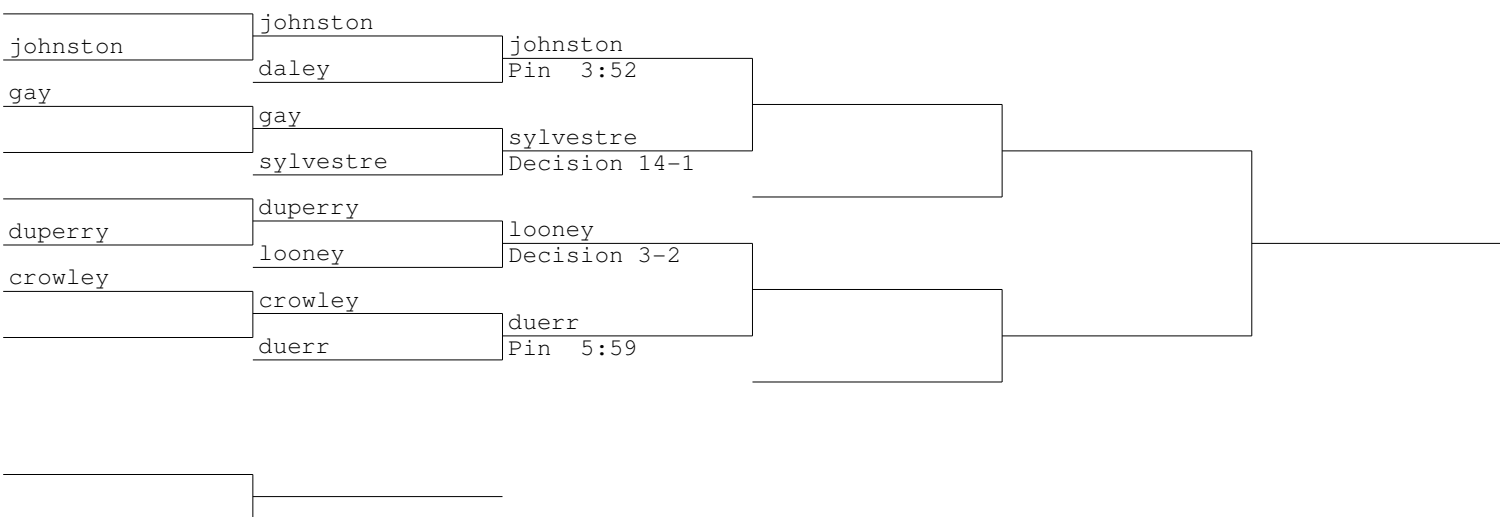 johnston
johnston
johnston
daley
Pin 3:52
gay
gay
sylvestre
sylvestre
Decision 14-1
duperry
duperry
looney
looney
Decision 3-2
crowley
crowley
duerr
duerr
Pin 5:59